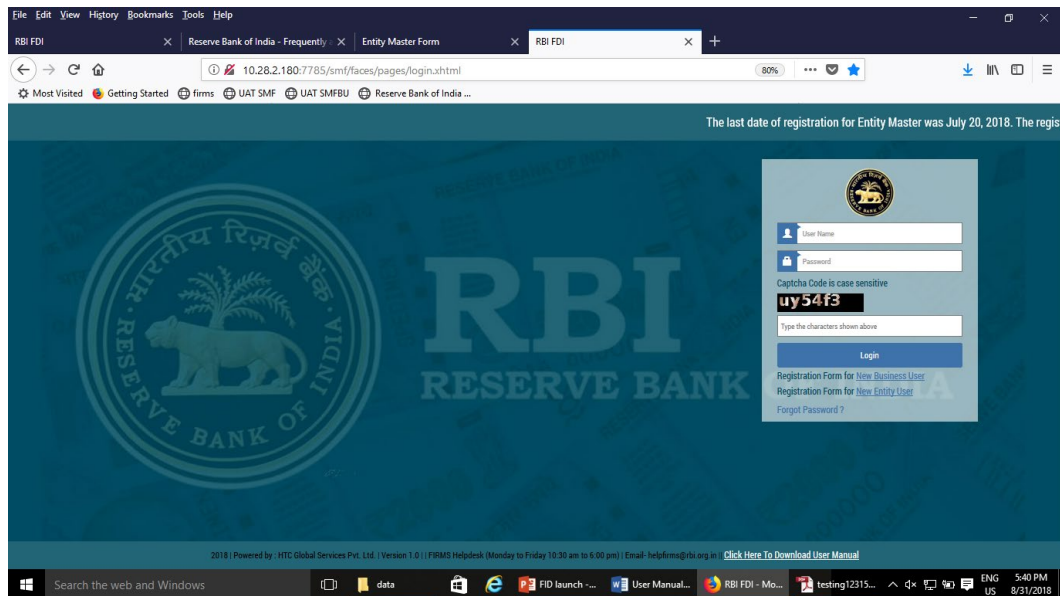 File Edit View History Bookmarks Tools Help
RBI FDI
Reserve Bank of India - Frequently
Entity Master Form
RBI FDI
10.28.2.180:7785/smf/faces/pages/login.xhtml
80%
Most Visited Getting Started firms UAT SMF UAT SMFBU Reserve Bank of India ...
The last date of registration for Entity Master was July 20, 2018. The regis
भारतीय रिज़र्व बैंक
RESERVE BANK OF INDIA
RBI
RESERVE BANK
User Name
Password
Captcha Code is case sensitive
uy54f3
Type the characters shown above
Login
Registration Form for New Business User
Registration Form for New Entity User
Forgot Password ?
2018 | Powered by : HTC Global Services Pvt. Ltd. | Version 1.0 | | FIRMS Helpdesk (Monday to Friday 10:30 am to 6:00 pm) | Email- helpfirms@rbi.org.in || Click Here To Download User Manual
Search the web and Windows
data
FID launch -...
User Manual...
RBI FDI - Mo...
testing12315...
ENG
US
5:40 PM
8/31/2018